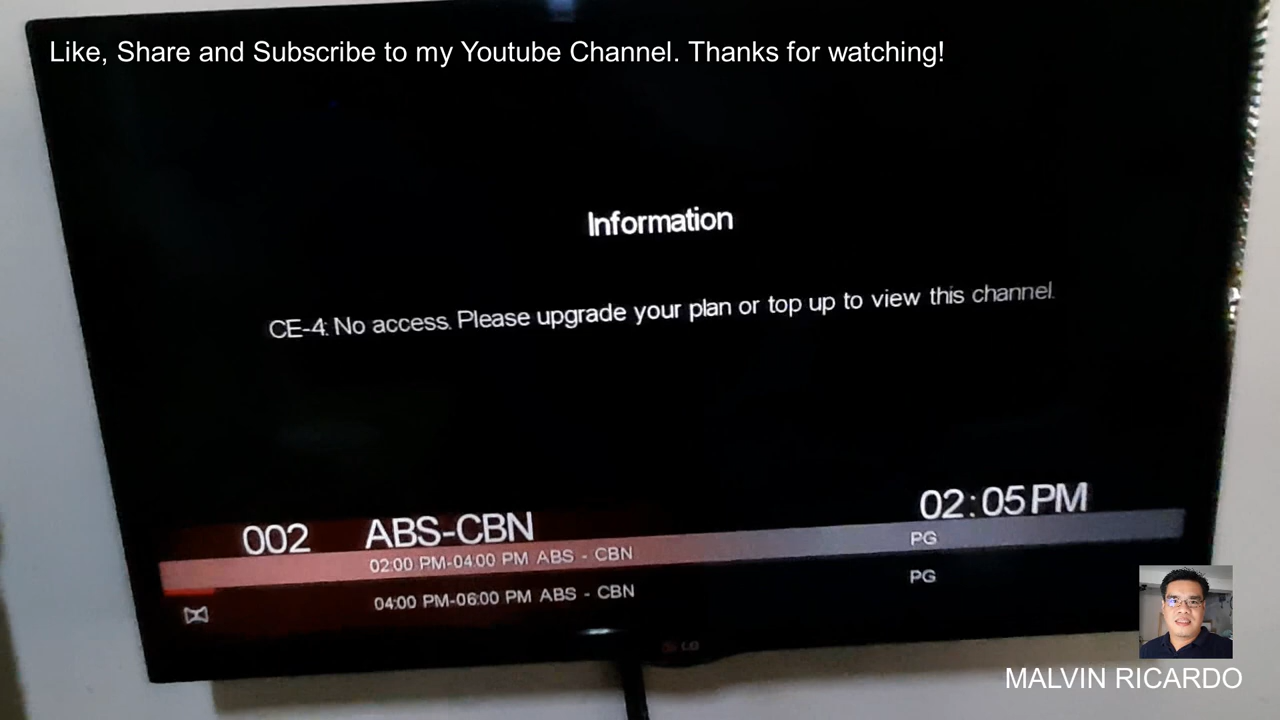 Like, Share and Subscribe to my Youtube Channel. Thanks for watching!
Information
CE-4: No access. Please upgrade your plan or top up to view this channel.
002 ABS-CBN 02:05 PM
02:00 PM-04:00 PM ABS - CBN PG
04:00 PM-06:00 PM ABS - CBN PG
LG
MALVIN RICARDO